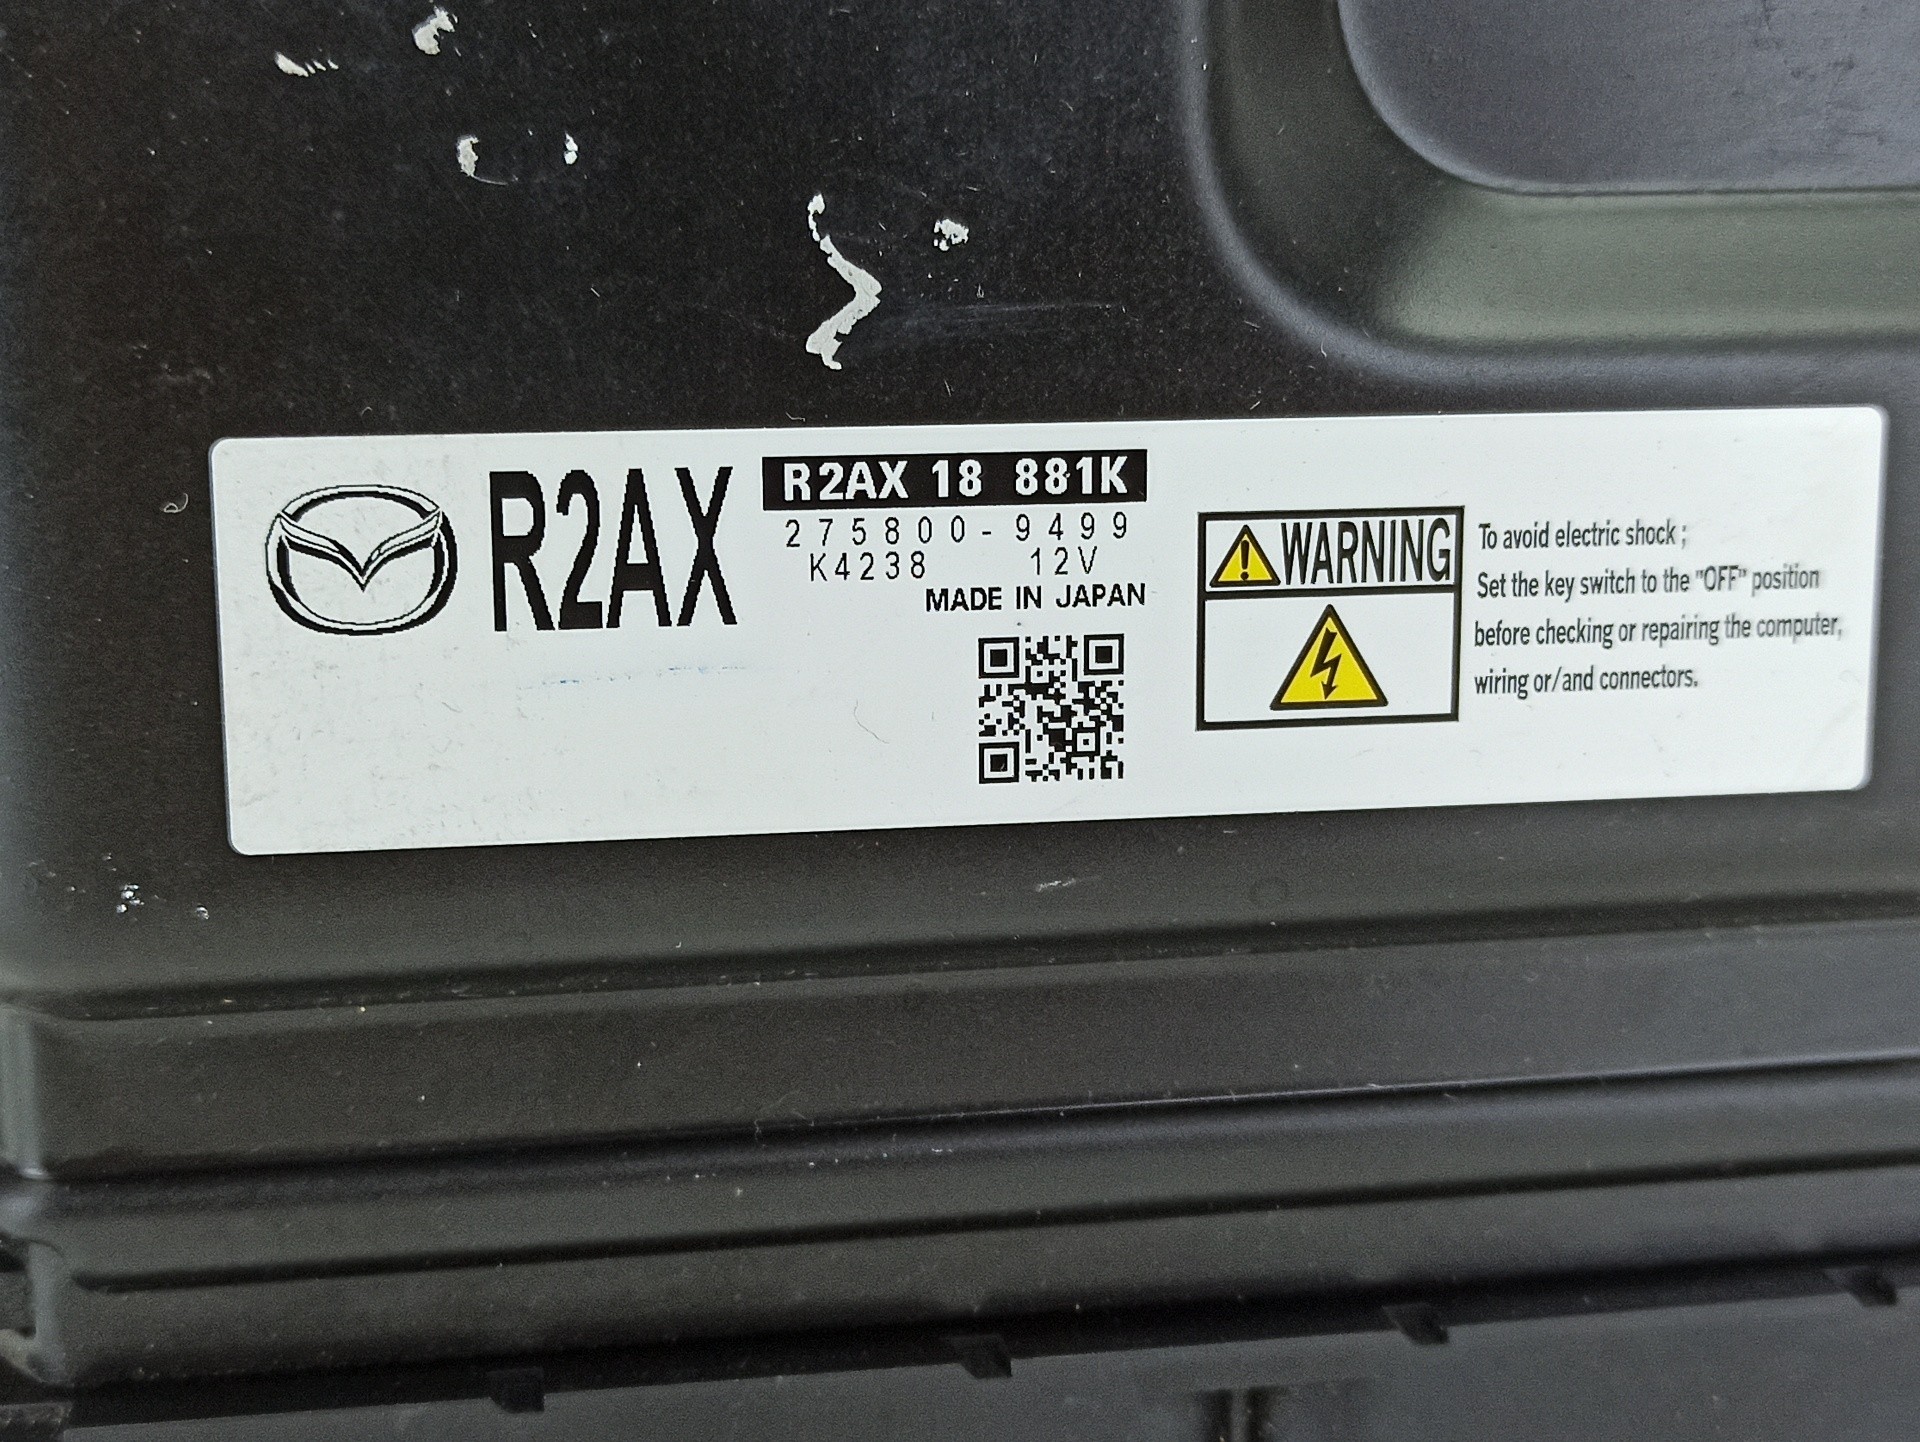 R2AX
R2AX 18 881K
275800-9499
K4238 12V
MADE IN JAPAN
WARNING
To avoid electric shock ;
Set the key switch to the "OFF" position
before checking or repairing the computer,
wiring or/and connectors.